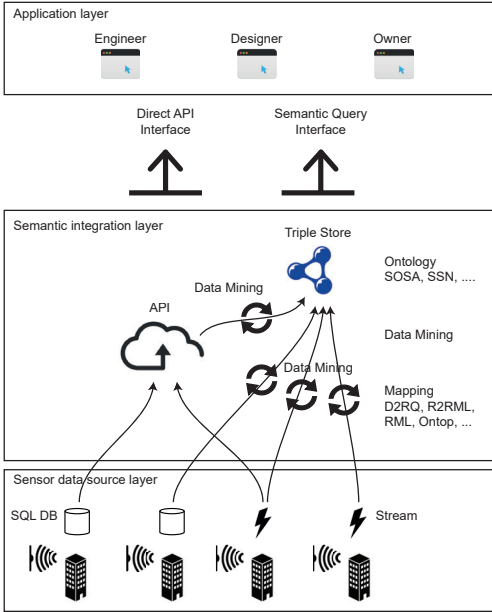 Application layer
Engineer
Designer
Owner
Direct API
Interface
Semantic Query
Interface
Semantic integration layer
Triple Store
Ontology
SOSA, SSN, ....
Data Mining
API
Data Mining
Data Mining
Mapping
D2RQ, R2RML,
RML, Ontop, ...
Sensor data source layer
SQL DB
Stream